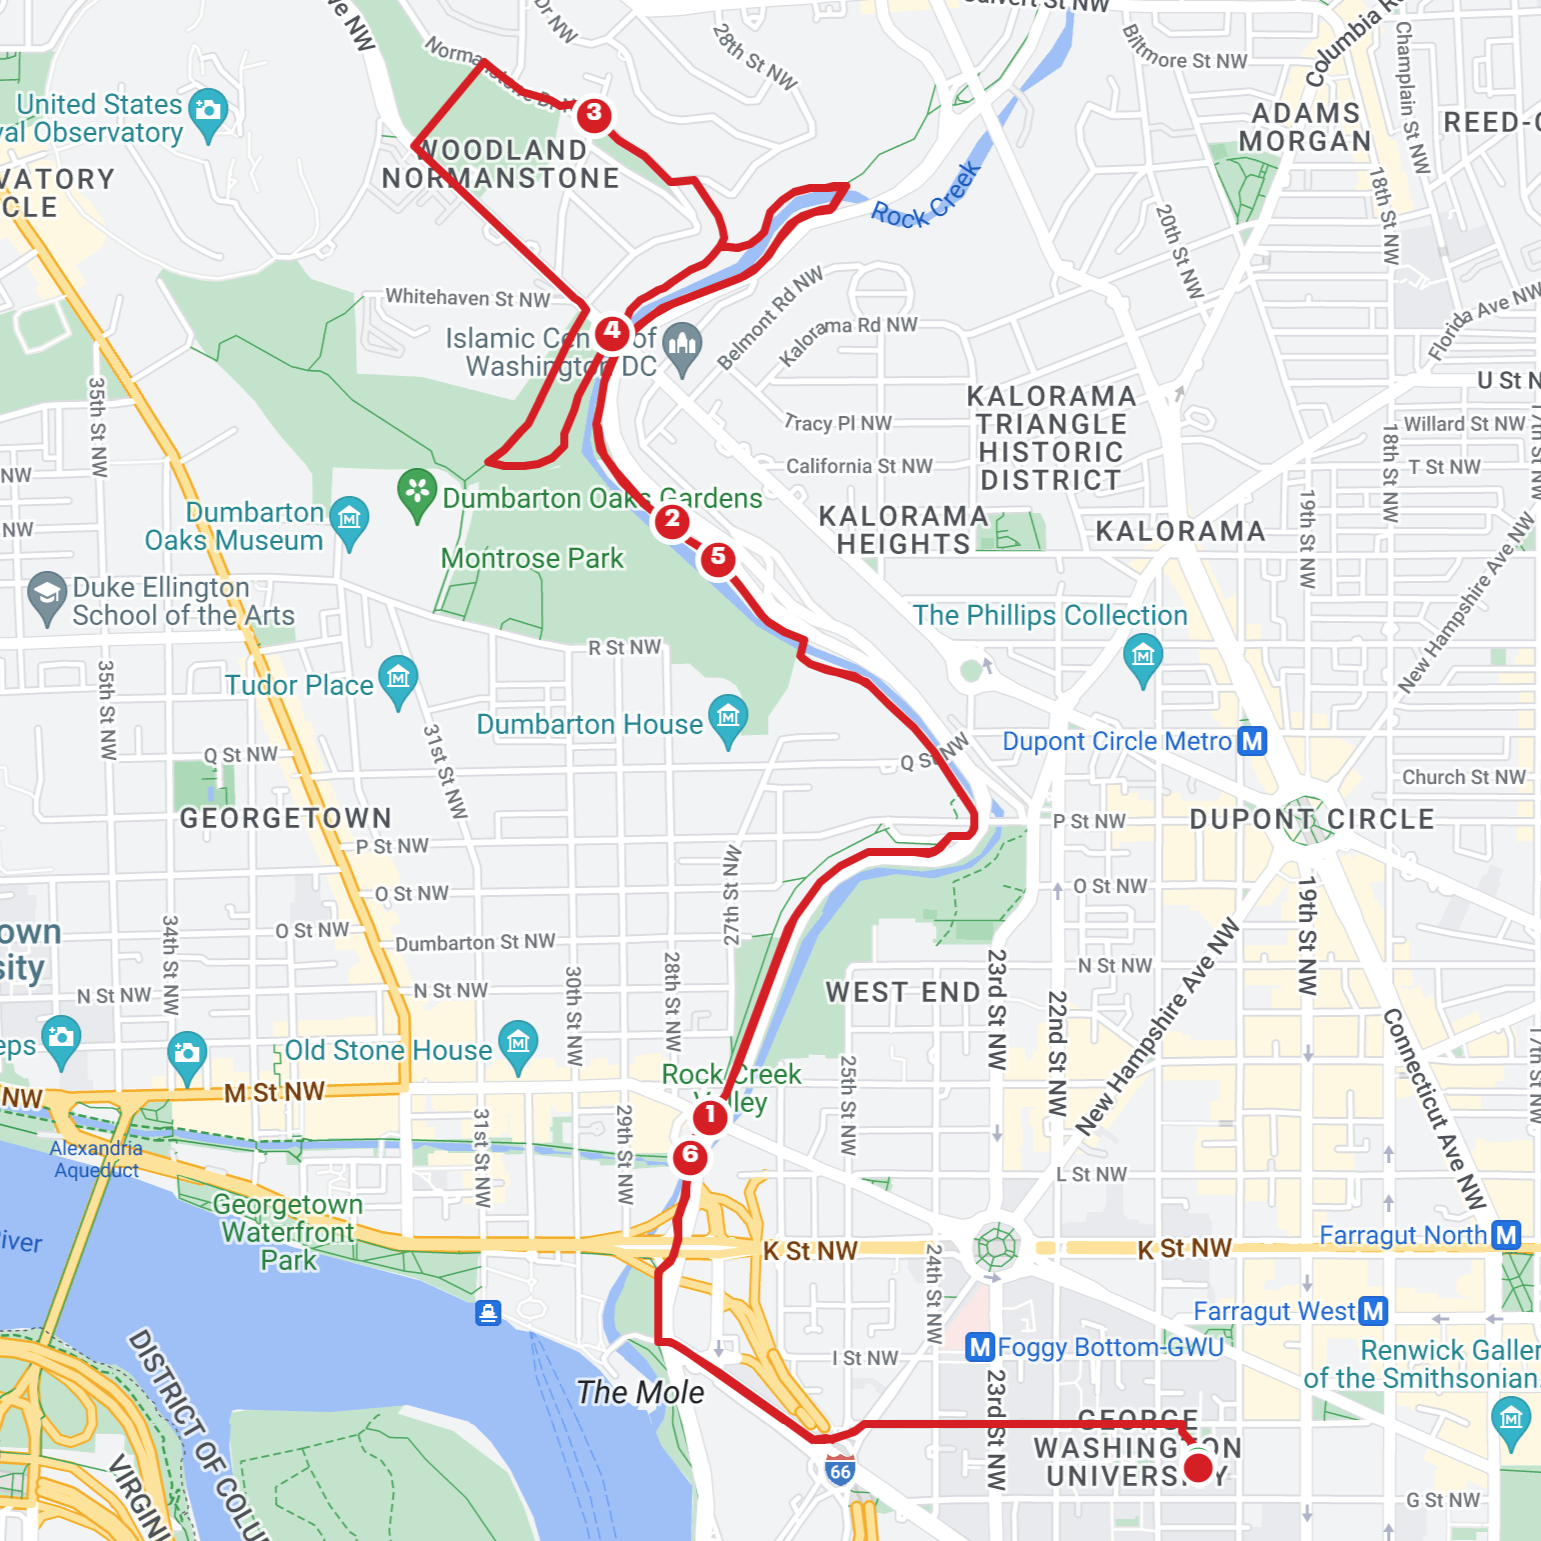 Calvert St NW
Columbia Rd
Champlain St NW
Biltmore St NW
28th St NW
Dr NW
ve NW
Normanstone Dr N
3
United States
val Observatory
ADAMS
MORGAN
REED-C
WOODLAND
NORMANSTONE
VATORY
CLE
Rock Creek
18th St NW
20th St NW
Whitehaven St NW
4
Islamic Cen of
Washington DC
Belmont Rd NW
Kalorama Rd NW
Florida Ave NW
U St N
35th St NW
KALORAMA
TRIANGLE
HISTORIC
DISTRICT
Tracy Pl NW
California St NW
Willard St NW
17th St NW
18th St NW
T St NW
NW
NW
Dumbarton Oaks Gardens
Dumbarton
Oaks Museum
2
5
KALORAMA
HEIGHTS
KALORAMA
19th St NW
Montrose Park
Duke Ellington
School of the Arts
The Phillips Collection
New Hampshire Ave NW
R St NW
35th St NW
Tudor Place
Dumbarton House
31st St NW
Q St NW
Q St NW
Dupont Circle Metro
M
Church St NW
GEORGETOWN
P St NW
P St NW
DUPONT CIRCLE
27th St NW
O St NW
O St NW
19th St NW
34th St NW
O St NW
Dumbarton St NW
own
sity
30th St NW
28th St NW
23rd St NW
N St NW
New Hampshire Ave NW
N St NW
N St NW
WEST END
22nd St NW
Connecticut Ave NW
17th St NW
eps
Old Stone House
Rock Creek
Valley
25th St NW
NW
M St NW
1
31st St NW
29th St NW
6
Alexandria
Aqueduct
L St NW
Georgetown
Waterfront
Park
River
K St NW
K St NW
Farragut North
M
24th St NW
Farragut West
M
DISTRICT OF COLU
I St NW
M
Foggy Bottom-GWU
Renwick Galler
of the Smithsonian
The Mole
23rd St NW
GEORGE
WASHINGTON
UNIVERSITY
VIRGINI
66
G St NW